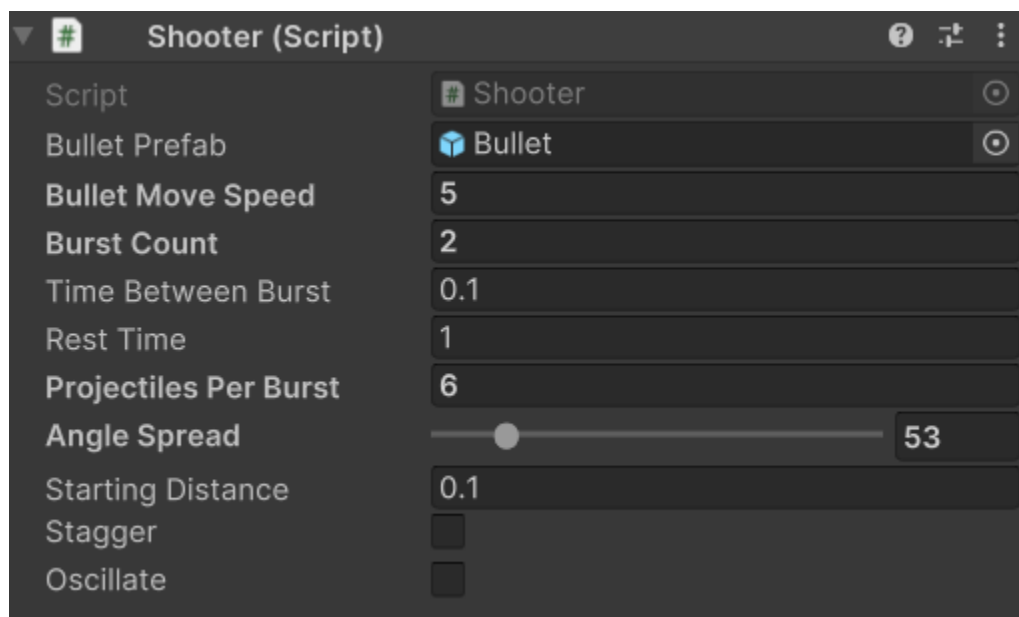 # Shooter (Script)
Script # Shooter
Bullet Prefab Bullet
Bullet Move Speed 5
Burst Count 2
Time Between Burst 0.1
Rest Time 1
Projectiles Per Burst 6
Angle Spread 53
Starting Distance 0.1
Stagger
Oscillate